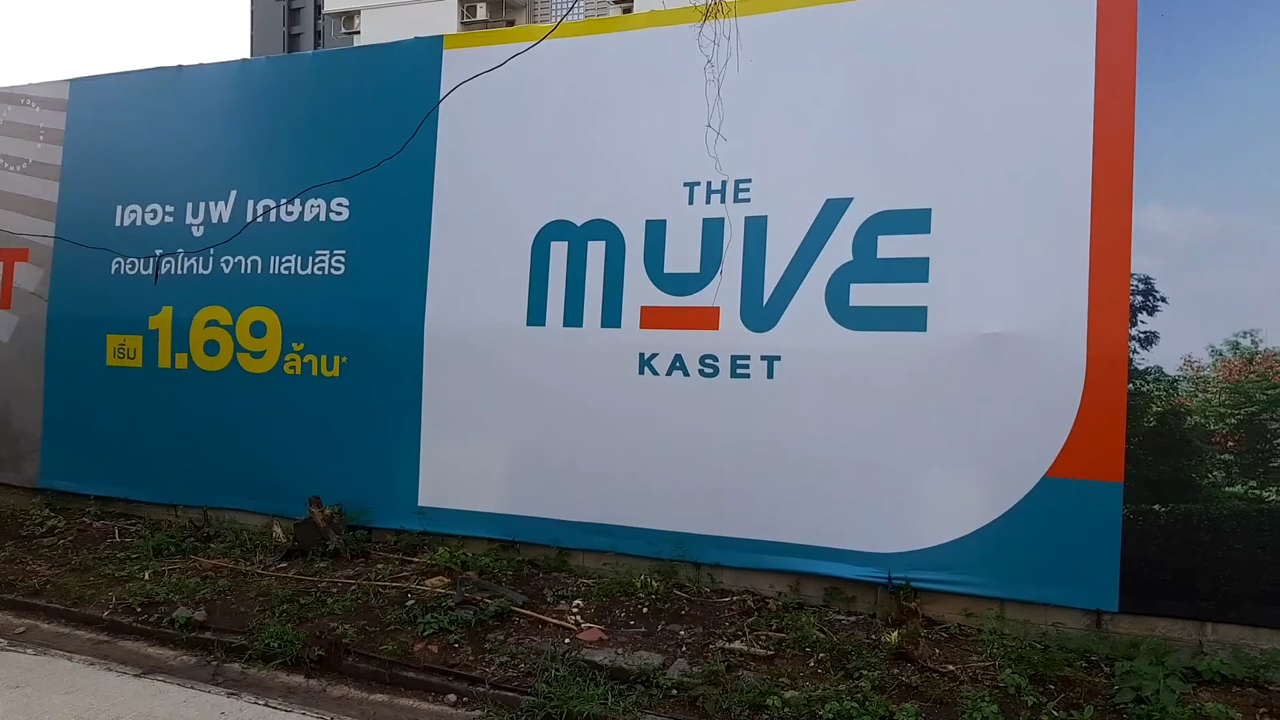 เดอะ มูฟ เกษตร
คอนโดใหม่ จาก แสนสิริ
เริ่ม 1.69 ล้าน*
THE
MUVE
KASET